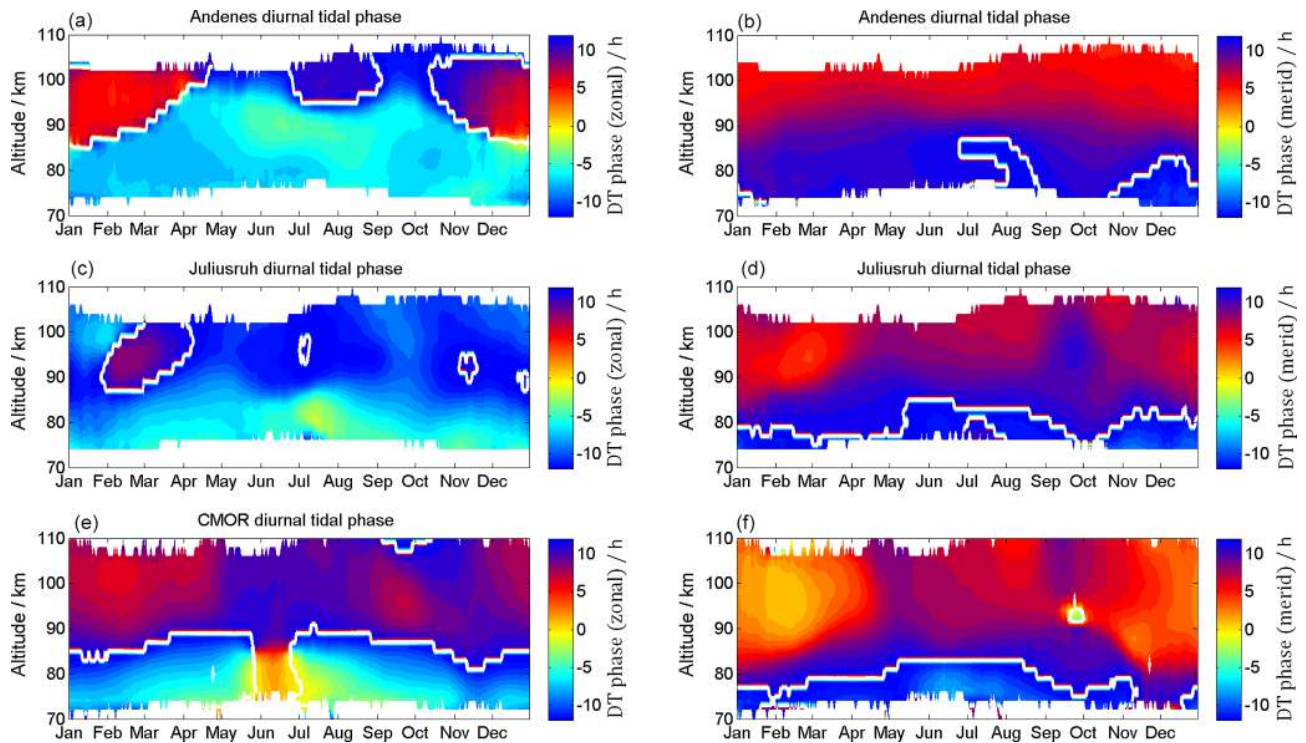 (a) Andenes diurnal tidal phase
Altitude / km
110
100
90
80
70
Jan Feb Mar Apr May Jun Jul Aug Sep Oct Nov Dec
10
5
0
-5
-10
DT phase (zonal) / h
(b) Andenes diurnal tidal phase
Altitude / km
110
100
90
80
70
Jan Feb Mar Apr May Jun Jul Aug Sep Oct Nov Dec
10
5
0
-5
-10
DT phase (merid) / h
(c) Juliusruh diurnal tidal phase
Altitude / km
110
100
90
80
70
Jan Feb Mar Apr May Jun Jul Aug Sep Oct Nov Dec
10
5
0
-5
-10
DT phase (zonal) / h
(d) Juliusruh diurnal tidal phase
Altitude / km
110
100
90
80
70
Jan Feb Mar Apr May Jun Jul Aug Sep Oct Nov Dec
10
5
0
-5
-10
DT phase (merid) / h
(e) CMOR diurnal tidal phase
Altitude / km
110
100
90
80
70
Jan Feb Mar Apr May Jun Jul Aug Sep Oct Nov Dec
10
5
0
-5
-10
DT phase (zonal) / h
(f)
Altitude / km
110
100
90
80
70
Jan Feb Mar Apr May Jun Jul Aug Sep Oct Nov Dec
10
5
0
-5
-10
DT phase (merid) / h